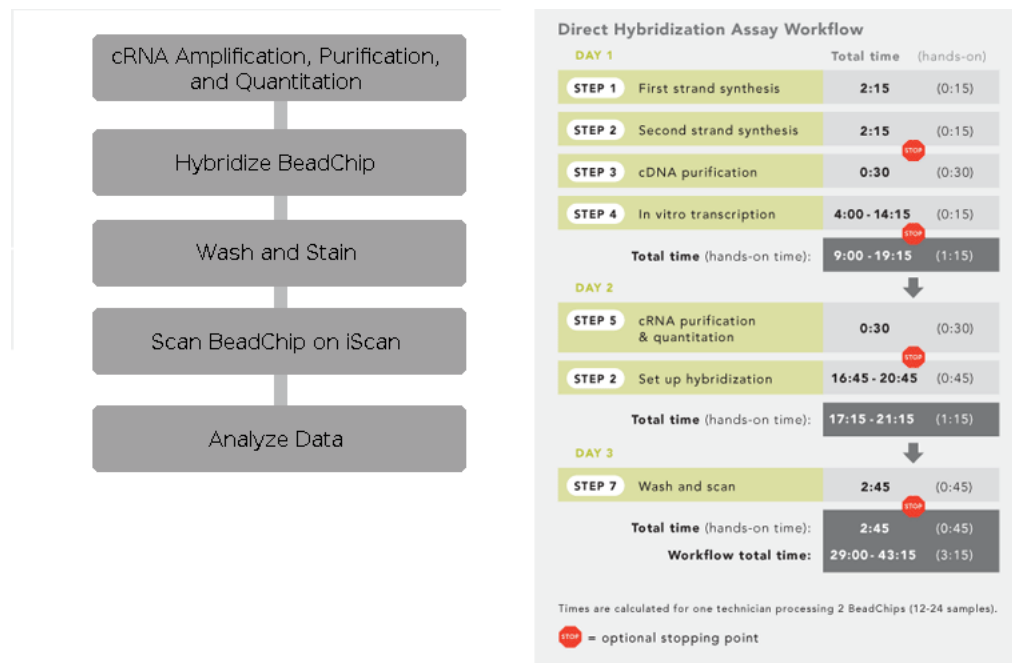 cRNA Amplification, Purification,
and Quantitation
Hybridize BeadChip
Wash and Stain
Scan BeadChip on iScan
Analyze Data
Direct Hybridization Assay Workflow
DAY 1 Total time (hands-on)
STEP 1 First strand synthesis 2:15 (0:15)
STEP 2 Second strand synthesis 2:15 (0:15)
STOP
STEP 3 cDNA purification 0:30 (0:30)
STEP 4 In vitro transcription 4:00 - 14:15 (0:15)
STOP
Total time (hands-on time): 9:00 - 19:15 (1:15)
DAY 2
STEP 5 cRNA purification 0:30 (0:30)
& quantitation
STOP
STEP 2 Set up hybridization 16:45 - 20:45 (0:45)
Total time (hands-on time): 17:15 - 21:15 (1:15)
DAY 3
STEP 7 Wash and scan 2:45 (0:45)
STOP
Total time (hands-on time): 2:45 (0:45)
Workflow total time: 29:00 - 43:15 (3:15)
Times are calculated for one technician processing 2 BeadChips (12-24 samples).
STOP = optional stopping point